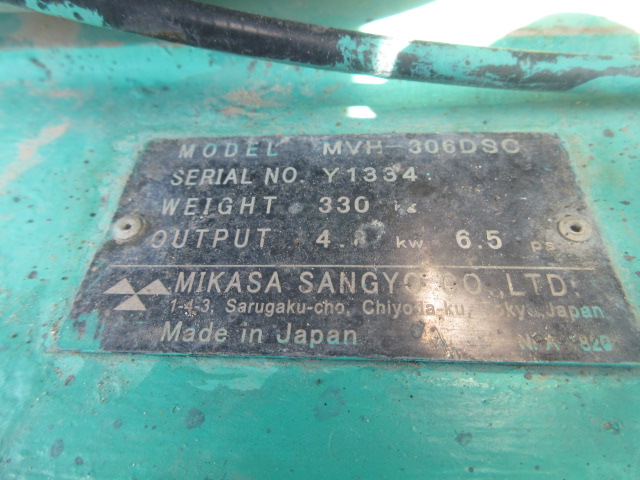 MODEL MVH-306DSC
SERIAL NO. Y1334
WEIGHT 330
OUTPUT 4. kw 6.5 ps
MIKASA SANGYO CO.,LTD.
1-4-3, Sarugaku-cho, Chiyoda-ku, Tokyo, Japan
Made in Japan